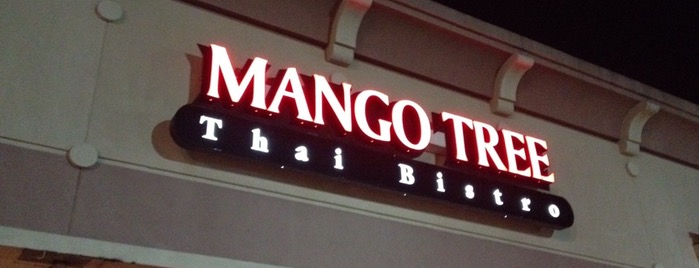 MANGO TREE
Thai Bistro